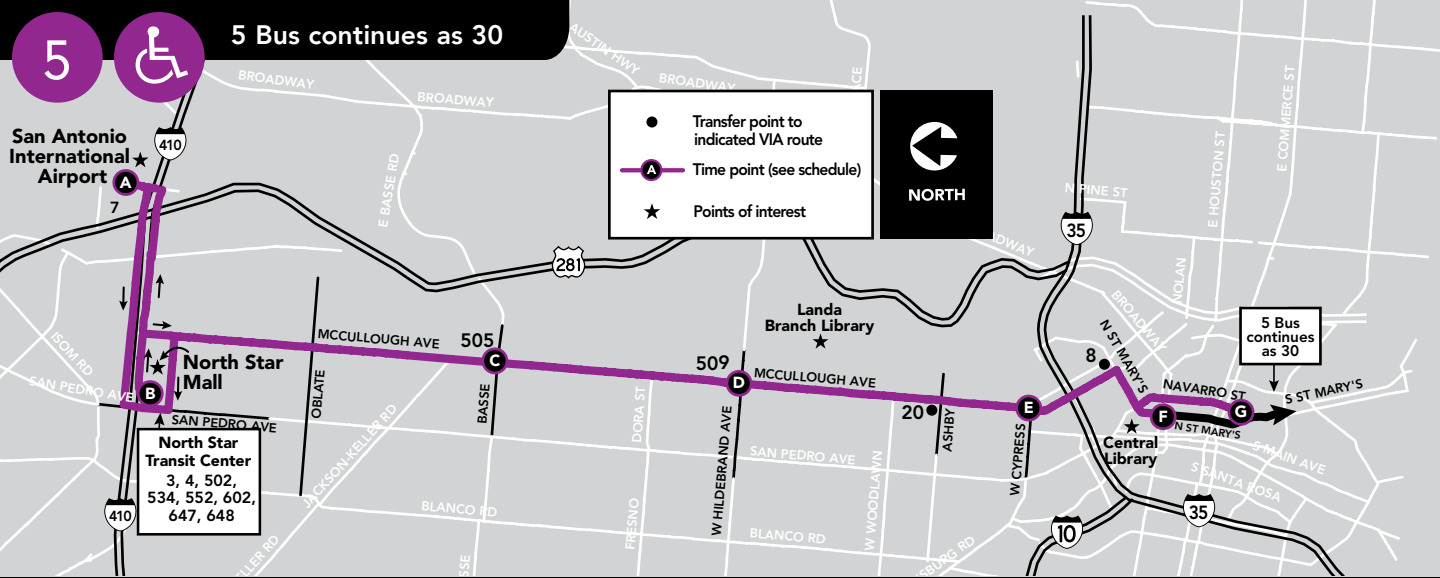 5
5 Bus continues as 30
San Antonio
International
Airport
A
7
410
BROADWAY
BROADWAY
AUSTIN HWY
BROADWAY
E BASSE RD
Transfer point to
indicated VIA route
A
Time point (see schedule)
Points of interest
NORTH
281
35
N PINE ST
E HOUSTON ST
E COMMERCE ST
NOLAN
BROADWAY
ISOM RD
SAN PEDRO AVE
B
North Star
Mall
SAN PEDRO AVE
North Star
Transit Center
3, 4, 502,
534, 552, 602,
647, 648
410
OBLATE
MCCULLOUGH AVE
505
C
BASSE
JACKSON-KELLER RD
BLANCO RD
DORA ST
FRESNO
509
D
W HILDEBRAND AVE
Landa
Branch Library
MCCULLOUGH AVE
SAN PEDRO AVE
BLANCO RD
W WOODLAWN
20
ASHBY
E
W CYPRESS
8
N ST MARY'S
NAVARRO ST
F
G
N ST MARY'S
Central
Library
5 Bus
continues
as 30
S ST MARY'S
S MAIN AVE
S SANTA ROSA
10
35